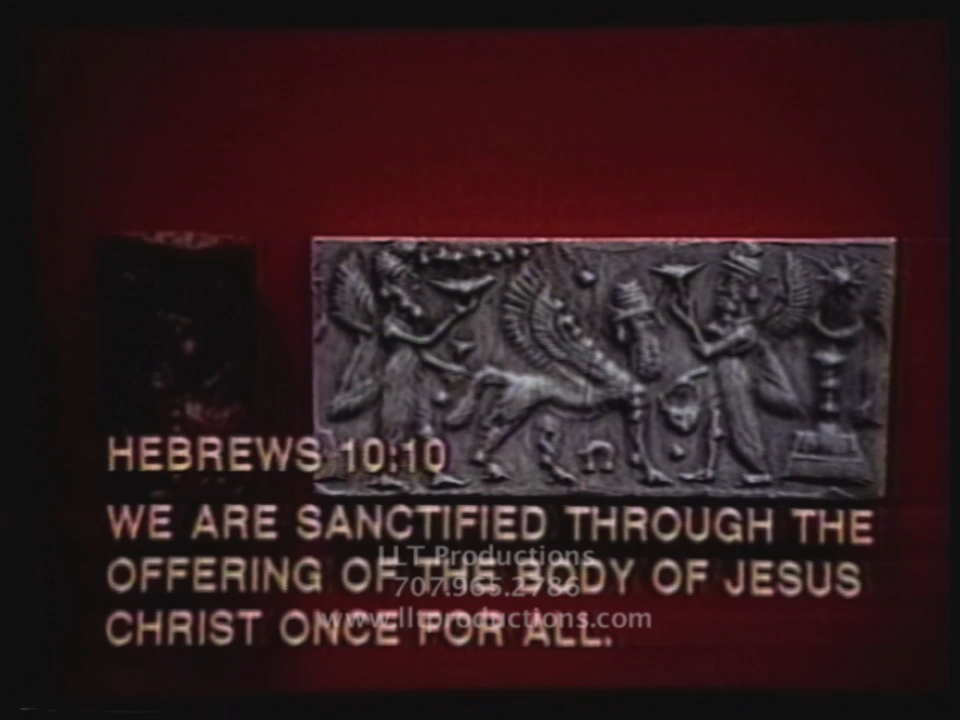 HEBREWS 10:10
WE ARE SANCTIFIED THROUGH THE
OFFERING OF THE BODY OF JESUS
CHRIST ONCE FOR ALL.
LLT Productions
707.965.2786
www.lltproductions.com